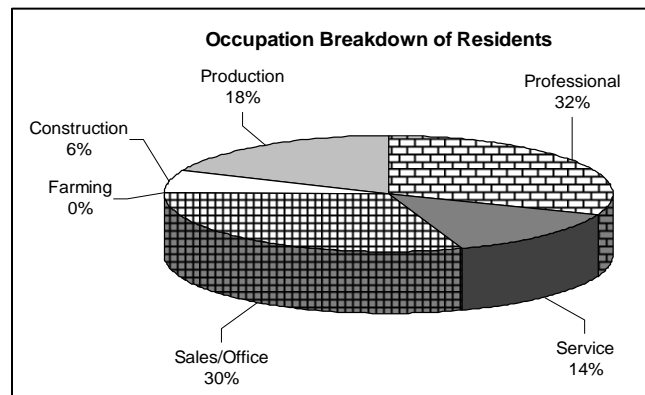 Occupation Breakdown of Residents
Production
18%
Professional
32%
Construction
6%
Farming
0%
Sales/Office
30%
Service
14%